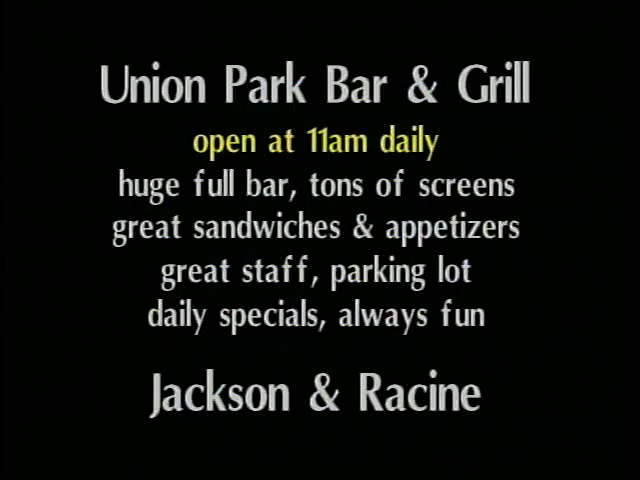 Union Park Bar & Grill
open at 11am daily
huge full bar, tons of screens
great sandwiches & appetizers
great staff, parking lot
daily specials, always fun
Jackson & Racine